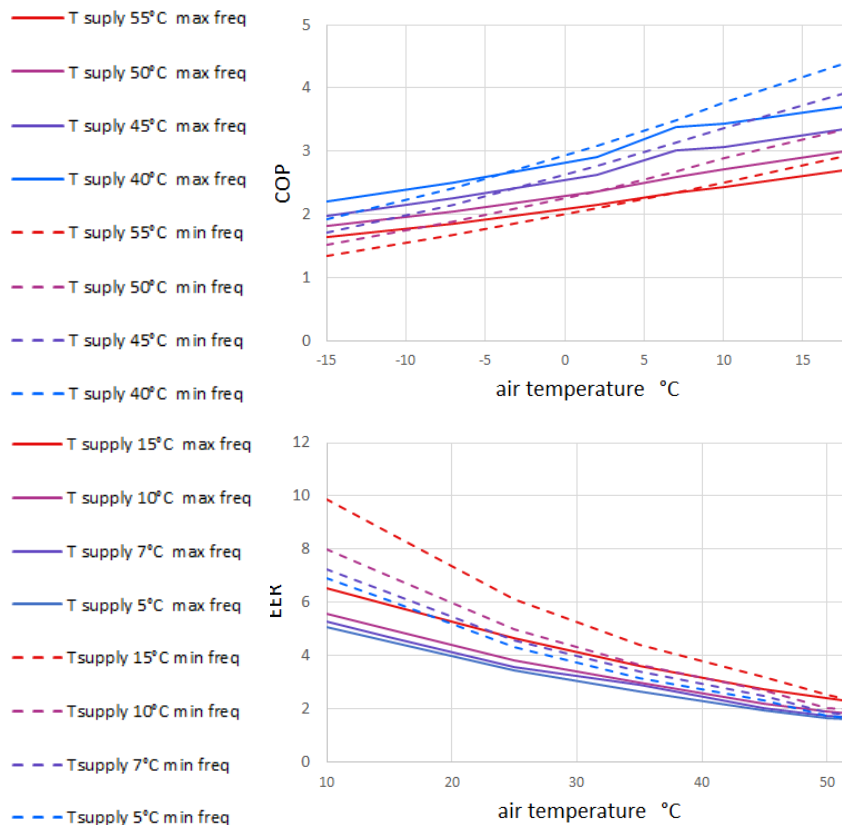 T suply 55°C  max freq
T suply 50°C  max freq
T suply 45°C  max freq
T suply 40°C  max freq
T suply 55°C  min freq
T suply 50°C  min freq
T suply 45°C  min freq
T suply 40°C  min freq
COP
5
4
3
2
1
0
-15 -10 -5 0 5 10 15
air temperature °C
T supply 15°C  max freq
T supply 10°C  max freq
T supply 7°C  max freq
T supply 5°C  max freq
Tsupply 15°C min freq
Tsupply 10°C min freq
Tsupply 7°C min freq
Tsupply 5°C min freq
EER
12
10
8
6
4
2
0
10 20 30 40 50
air temperature °C